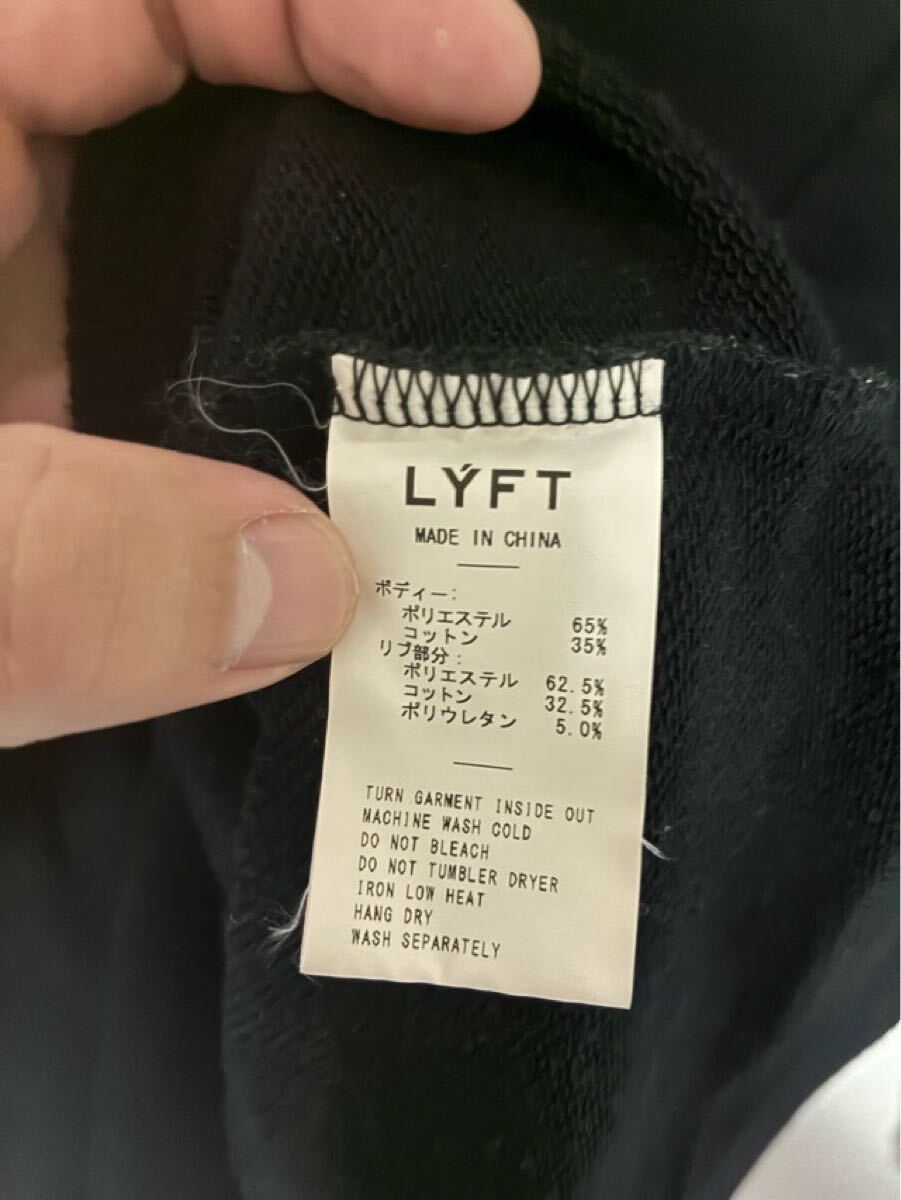 LÝFT
MADE IN CHINA
ボディー:
ポリエステル 65%
コットン 35%
リブ部分:
ポリエステル 62.5%
コットン 32.5%
ポリウレタン 5.0%
TURN GARMENT INSIDE OUT
MACHINE WASH COLD
DO NOT BLEACH
DO NOT TUMBLER DRYER
IRON LOW HEAT
HANG DRY
WASH SEPARATELY